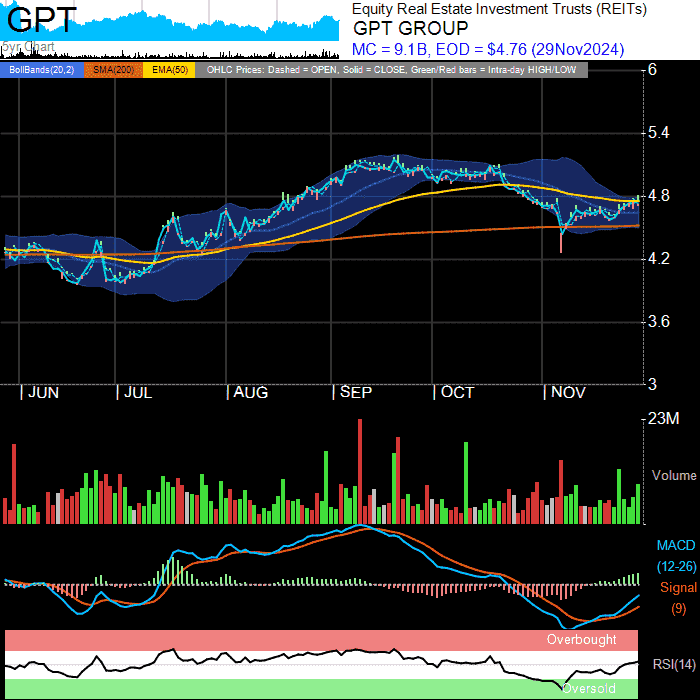 GPT
5yr Chart
Equity Real Estate Investment Trusts (REITs)
GPT GROUP
MC = 9.1B, EOD = $4.76 (29Nov2024)
BollBands(20,2) SMA(200) EMA(50) OHLC Prices: Dashed = OPEN, Solid = CLOSE, Green/Red bars = Intra-day HIGH/LOW
6
5.4
4.8
4.2
3.6
3
JUN JUL AUG SEP OCT NOV
23M
Volume
MACD
(12-26)
Signal
(9)
Overbought
RSI(14)
Oversold